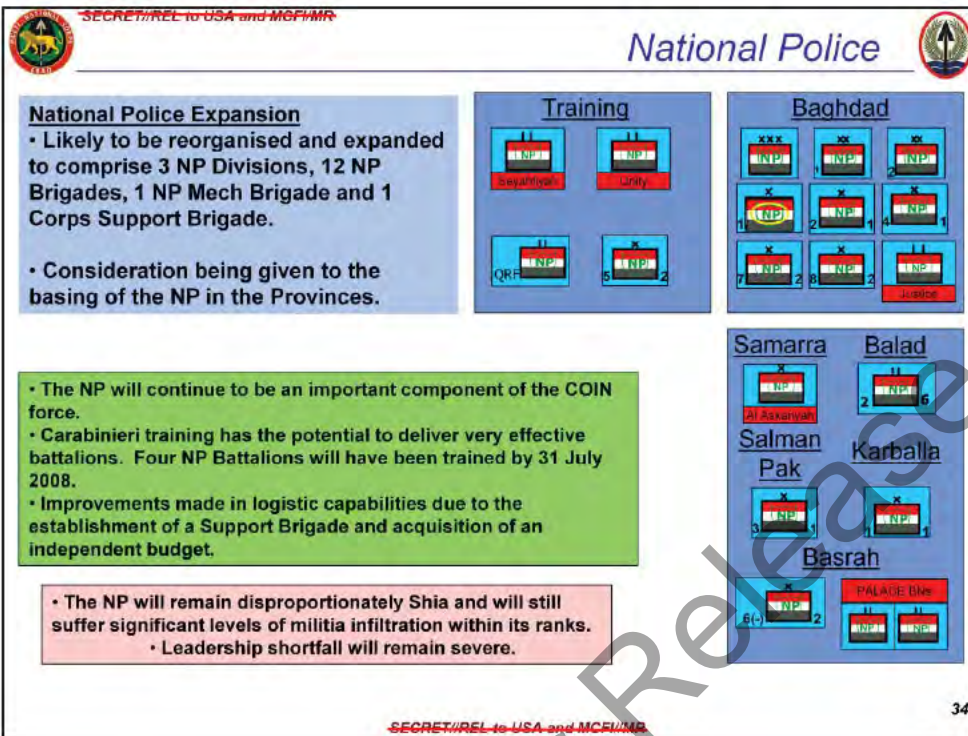 SECRET//REL to USA and MCFI//MR
National Police
National Police Expansion
• Likely to be reorganised and expanded
to comprise 3 NP Divisions, 12 NP
Brigades, 1 NP Mech Brigade and 1
Corps Support Brigade.
• Consideration being given to the
basing of the NP in the Provinces.
Training
II II
NP NP
Unity
II X
QRF NP 5 NP 2
Baghdad
XXX XX XX
NP 1 NP 2 NP
X X X
1 NP 2 NP 1 4 NP 1
X X II
7 NP 2 8 NP 2 NP
Justice
• The NP will continue to be an important component of the COIN
force.
• Carabinieri training has the potential to deliver very effective
battalions. Four NP Battalions will have been trained by 31 July
2008.
• Improvements made in logistic capabilities due to the
establishment of a Support Brigade and acquisition of an
independent budget.
• The NP will remain disproportionately Shia and will still
suffer significant levels of militia infiltration within its ranks.
• Leadership shortfall will remain severe.
Samarra Balad
X II
NP 2 NP 6
Al Askariyah
Salman
Pak
Karballa
X X
3 NP 1 1 NP 1
Basrah
X
6(-) NP 2
PALACE BNs
II II
NP NP
Release
34
SECRET//REL to USA and MCFI//MR